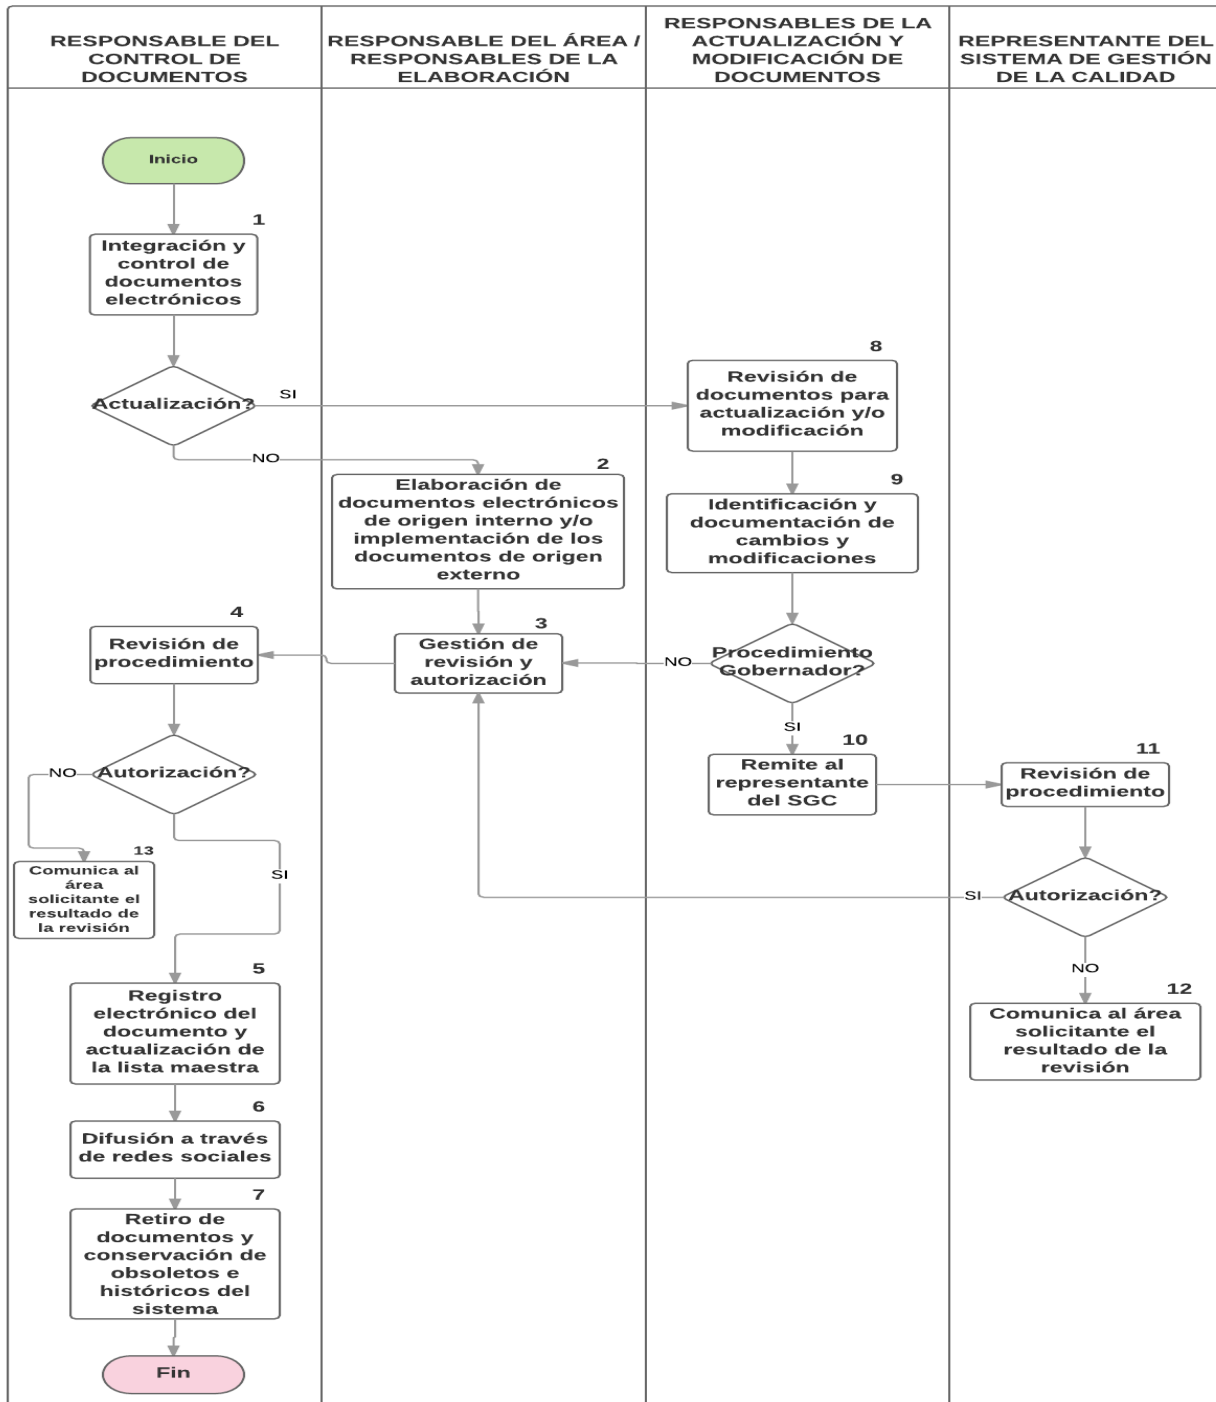 RESPONSABLE DEL
CONTROL DE
DOCUMENTOS
RESPONSABLE DEL ÁREA /
RESPONSABLES DE LA
ELABORACIÓN
RESPONSABLES DE LA
ACTUALIZACIÓN Y
MODIFICACIÓN DE
DOCUMENTOS
REPRESENTANTE DEL
SISTEMA DE GESTIÓN
DE LA CALIDAD
Inicio
1
Integración y
control de
documentos
electrónicos
Actualización?
SI
NO
8
Revisión de
documentos para
actualización y/o
modificación
2
Elaboración de
documentos electrónicos
de origen interno y/o
implementación de los
documentos de origen
externo
9
Identificación y
documentación de
cambios y
modificaciones
4
Revisión de
procedimiento
3
Gestión de
revisión y
autorización
NO
Procedimiento
Gobernador?
SI
10
Remite al
representante
del SGC
11
Revisión de
procedimiento
NO
Autorización?
SI
13
Comunica al
área
solicitante el
resultado de
la revisión
SI
Autorización?
NO
5
Registro
electrónico del
documento y
actualización de
la lista maestra
12
Comunica al área
solicitante el
resultado de la
revisión
6
Difusión a través
de redes sociales
7
Retiro de
documentos y
conservación de
obsoletos e
históricos del
sistema
Fin